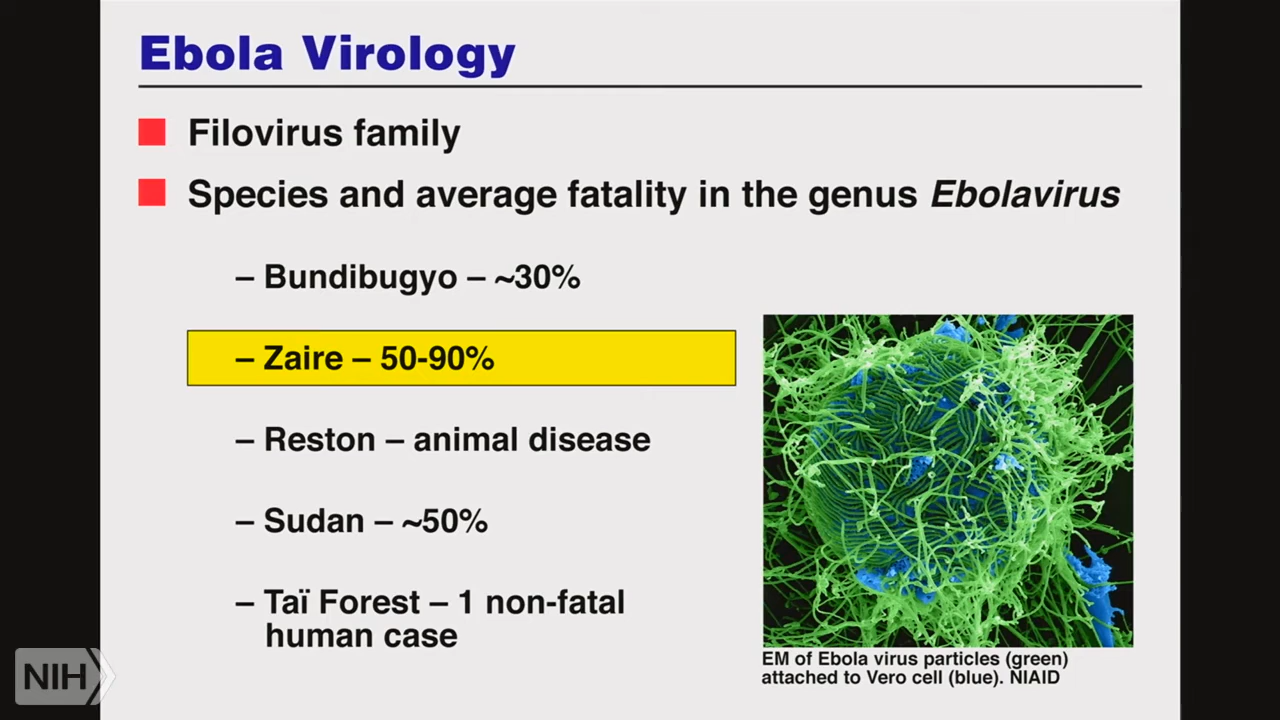 Ebola Virology
Filovirus family
Species and average fatality in the genus Ebolavirus
– Bundibugyo – ~30%
– Zaire – 50-90%
– Reston – animal disease
– Sudan – ~50%
– Taï Forest – 1 non-fatal
human case
EM of Ebola virus particles (green)
attached to Vero cell (blue). NIAID
NIH